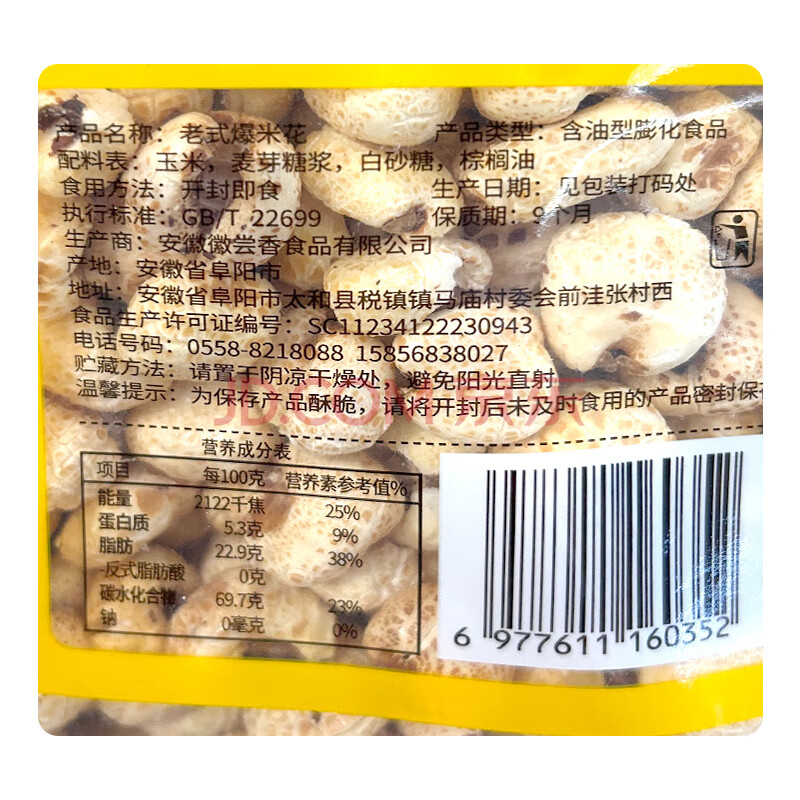 产品名称：老式爆米花 产品类型：含油型膨化食品
配料表：玉米，麦芽糖浆，白砂糖，棕榈油
食用方法：开封即食 生产日期：见包装打码处
执行标准：GB/T 22699 保质期：9个月
生产商：安徽徽尝香食品有限公司
产地：安徽省阜阳市
地址：安徽省阜阳市太和县税镇镇马庙村委会前洼张村西
食品生产许可证编号：SC11234122230943
电话号码：0558-8218088 15856838027
贮藏方法：请置于阴凉干燥处，避免阳光直射
温馨提示：为保存产品酥脆，请将开封后未及时食用的产品密封保存
JD.COM 京东
营养成分表
项目 每100克 营养素参考值%
能量 2122千焦 25%
蛋白质 5.3克 9%
脂肪 22.9克 38%
-反式脂肪酸 0克
碳水化合物 69.7克 23%
钠 0毫克 0%
6 977611 160352